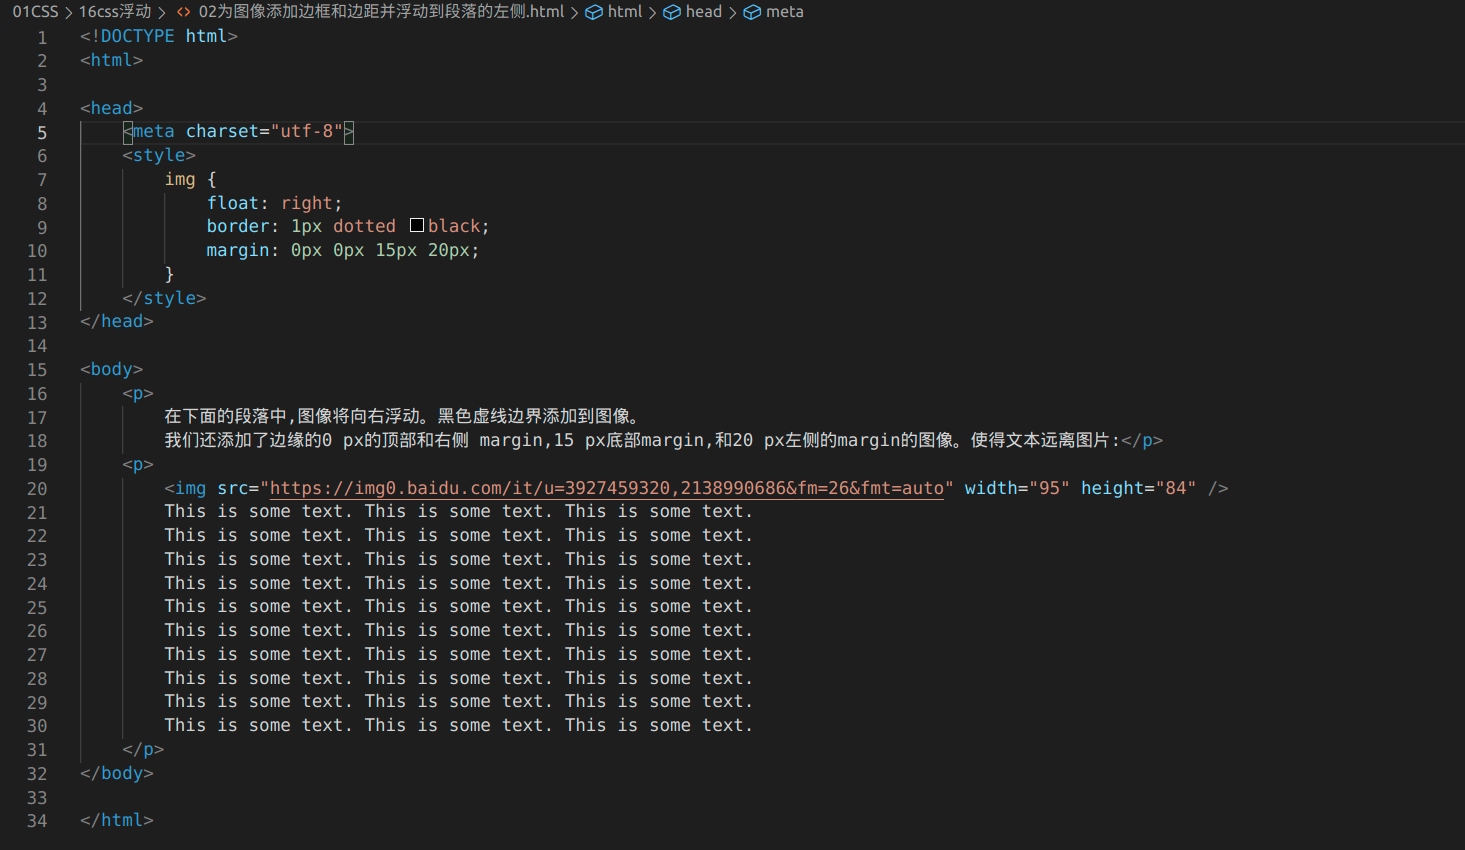 01CSS > 16css浮动 > <> 02为图像添加边框和边距并浮动到段落的左侧.html > html > head > meta
1 <!DOCTYPE html>
2 <html>
3
4 <head>
5 <meta charset="utf-8">
6 <style>
7 img {
8 float: right;
9 border: 1px dotted black;
10 margin: 0px 0px 15px 20px;
11 }
12 </style>
13 </head>
14
15 <body>
16 <p>
17 在下面的段落中,图像将向右浮动。黑色虚线边界添加到图像。
18 我们还添加了边缘的0 px的顶部和右侧 margin,15 px底部margin,和20 px左侧的margin的图像。使得文本远离图片:</p>
19 <p>
20 <img src="https://img0.baidu.com/it/u=3927459320,2138990686&fm=26&fmt=auto" width="95" height="84" />
21 This is some text. This is some text. This is some text.
22 This is some text. This is some text. This is some text.
23 This is some text. This is some text. This is some text.
24 This is some text. This is some text. This is some text.
25 This is some text. This is some text. This is some text.
26 This is some text. This is some text. This is some text.
27 This is some text. This is some text. This is some text.
28 This is some text. This is some text. This is some text.
29 This is some text. This is some text. This is some text.
30 This is some text. This is some text. This is some text.
31 </p>
32 </body>
33
34 </html>